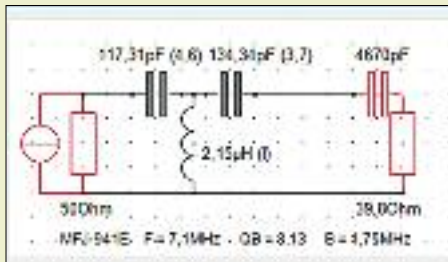 117,31pF (4,6) 134,34pF (3,7) 4670pF
2,15µH (l)
50Ohm 39,8Ohm
MFJ-941E F=7,1MHz QB=8.13 B=1,75MHz